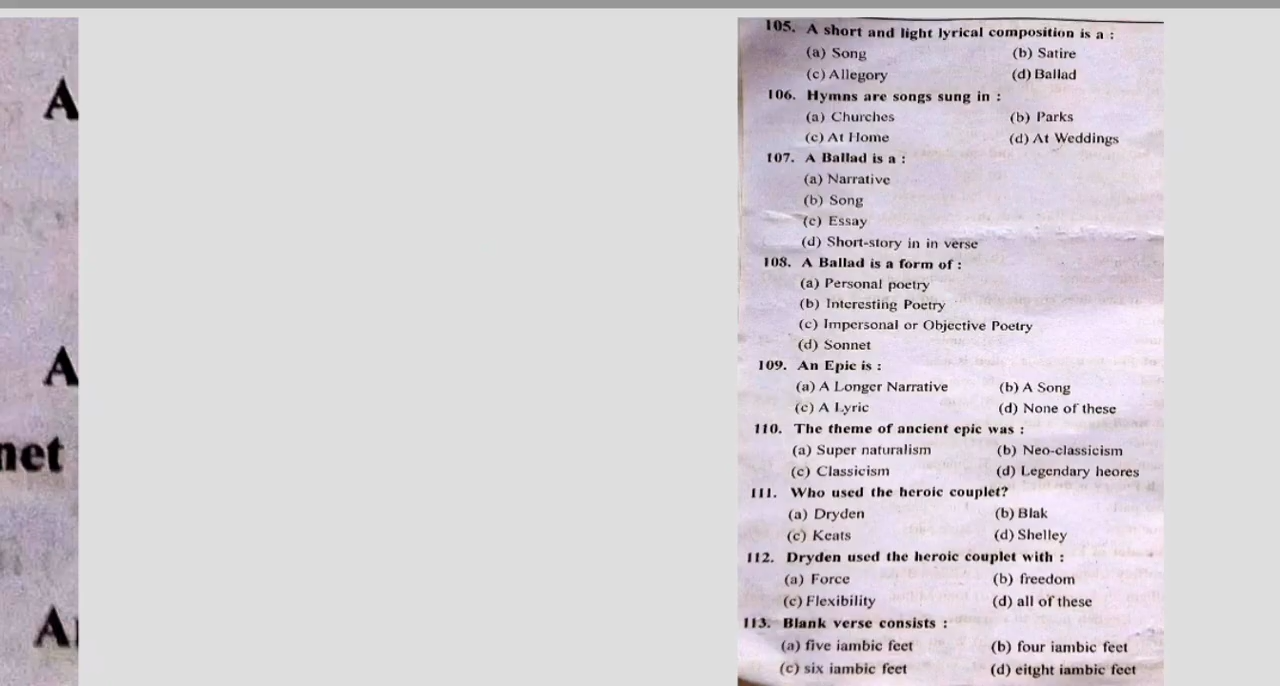 A
A
net
A
105. A short and light lyrical composition is a :
(a) Song (b) Satire
(c) Allegory (d) Ballad
106. Hymns are songs sung in :
(a) Churches (b) Parks
(c) At Home (d) At Weddings
107. A Ballad is a :
(a) Narrative
(b) Song
(c) Essay
(d) Short-story in in verse
108. A Ballad is a form of :
(a) Personal poetry
(b) Interesting Poetry
(c) Impersonal or Objective Poetry
(d) Sonnet
109. An Epic is :
(a) A Longer Narrative (b) A Song
(c) A Lyric (d) None of these
110. The theme of ancient epic was :
(a) Super naturalism (b) Neo-classicism
(c) Classicism (d) Legendary heores
111. Who used the heroic couplet?
(a) Dryden (b) Blak
(c) Keats (d) Shelley
112. Dryden used the heroic couplet with :
(a) Force (b) freedom
(c) Flexibility (d) all of these
113. Blank verse consists :
(a) five iambic feet (b) four iambic feet
(c) six iambic feet (d) eitght iambic feet